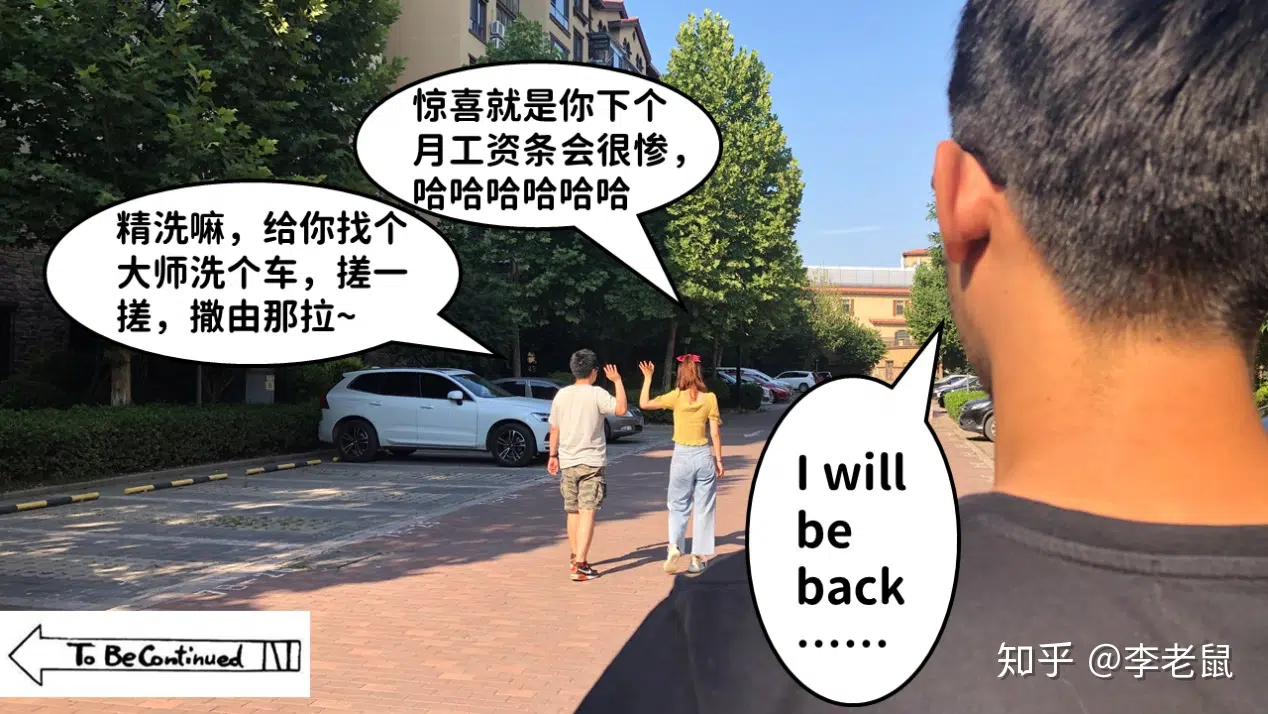 惊喜就是你下个
月工资条会很惨，
哈哈哈哈哈哈
精洗嘛，给你找个
大师洗个车，搓一
搓，撒由那拉~
I will
be
back
······
To Be Continued
知乎 @李老鼠